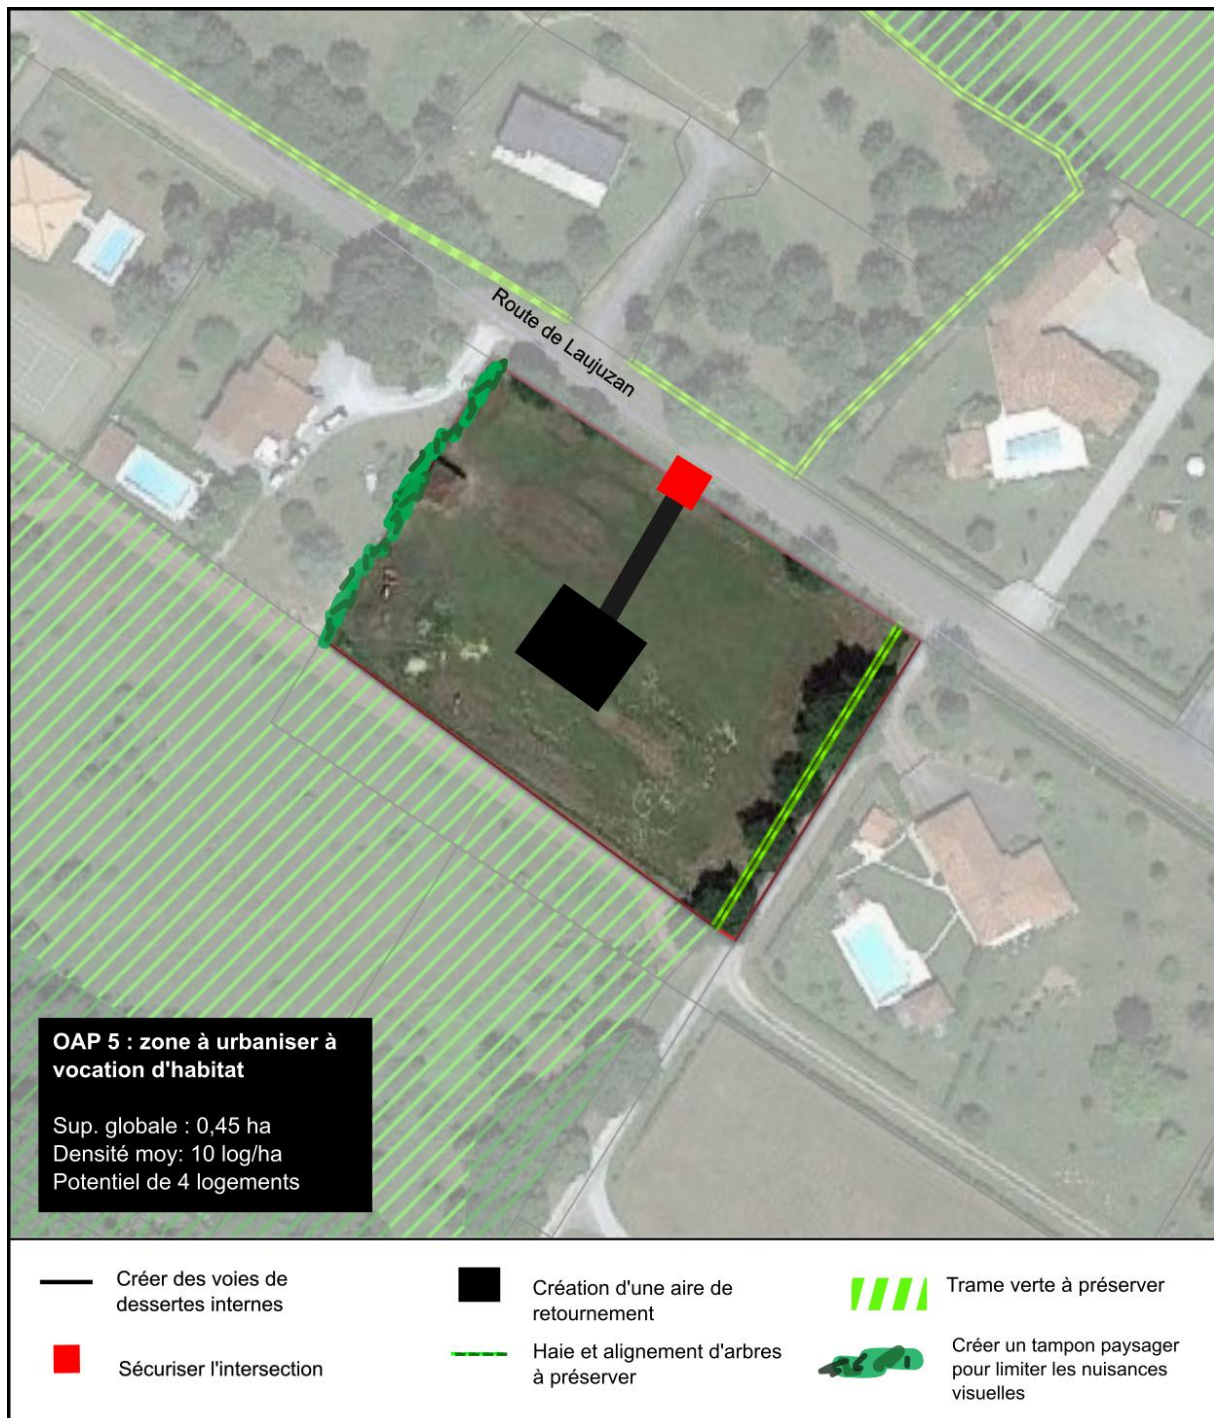 Route de Laujuzan
OAP 5 : zone à urbaniser à
vocation d'habitat
Sup. globale : 0,45 ha
Densité moy: 10 log/ha
Potentiel de 4 logements
Créer des voies de
dessertes internes
Création d'une aire de
retournement
Trame verte à préserver
Sécuriser l'intersection
Haie et alignement d'arbres
à préserver
Créer un tampon paysager
pour limiter les nuisances
visuelles